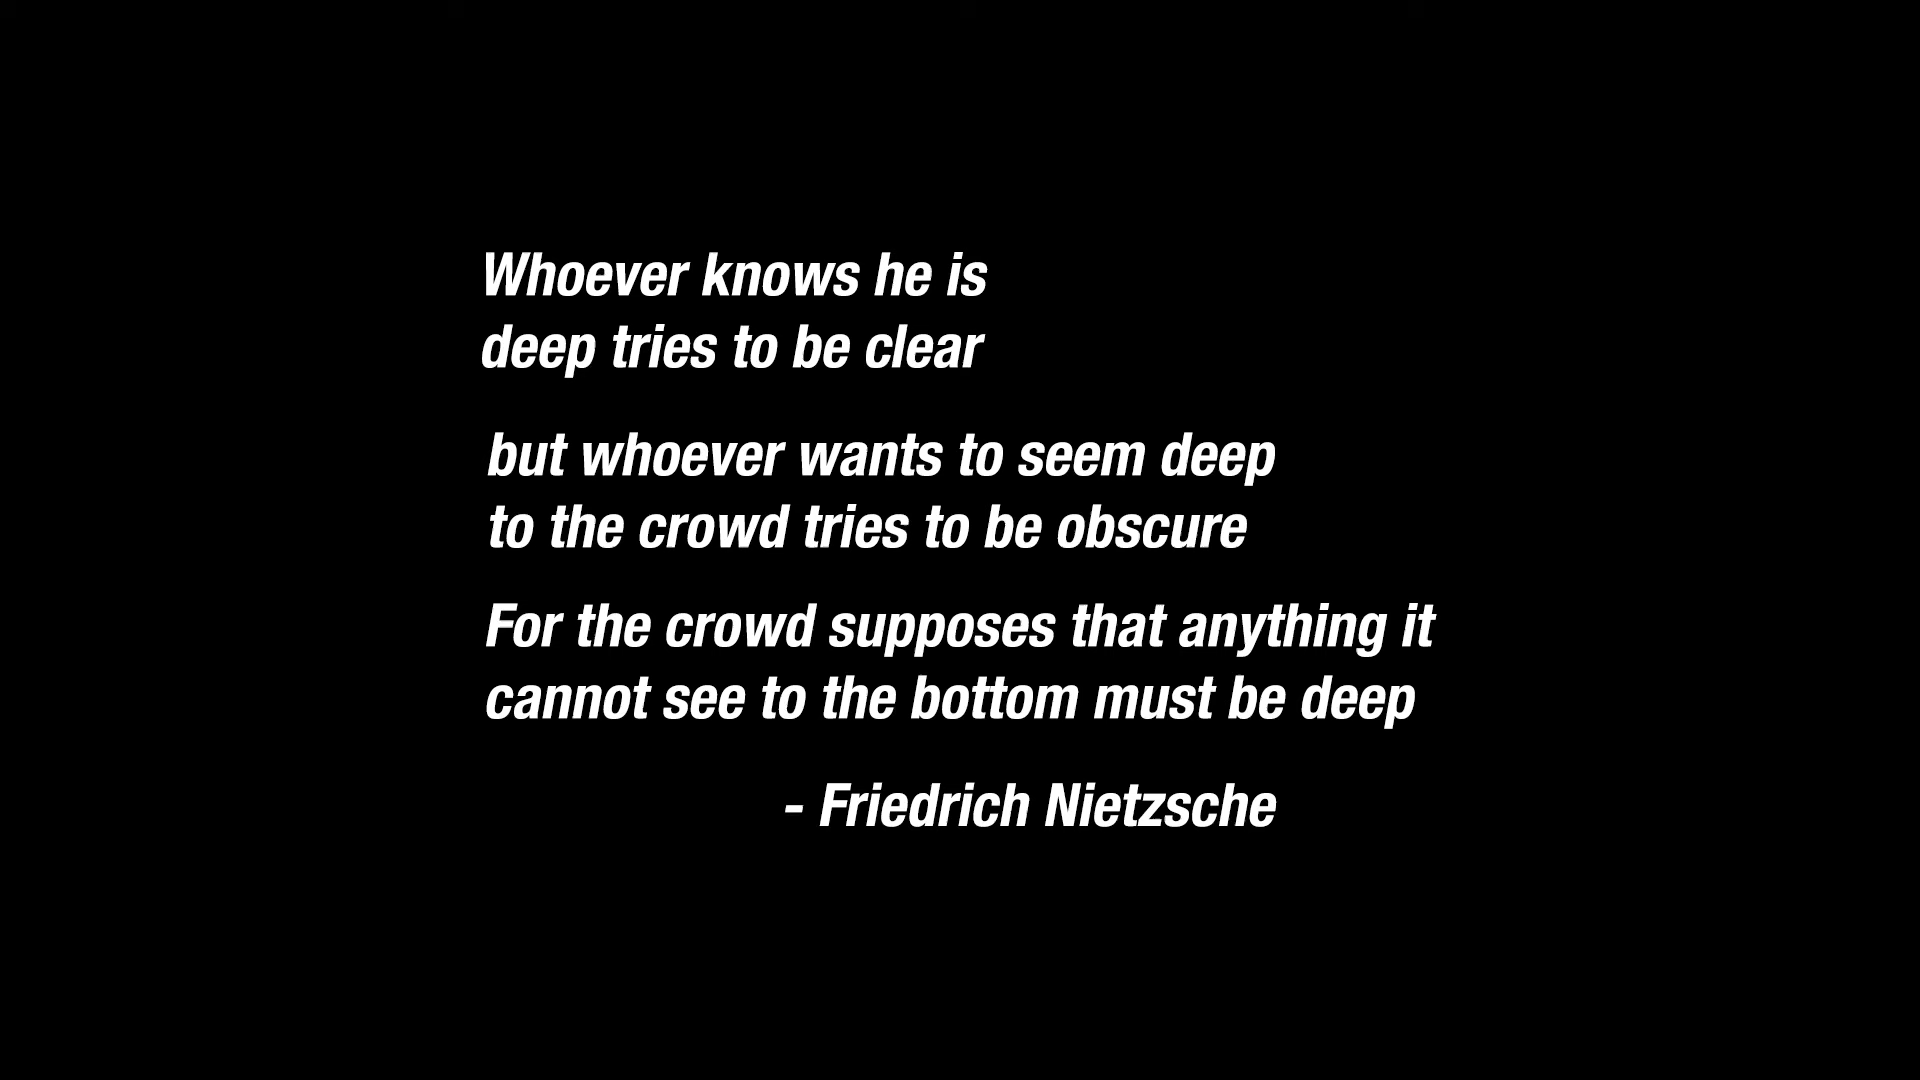 Whoever knows he is
deep tries to be clear
but whoever wants to seem deep
to the crowd tries to be obscure
For the crowd supposes that anything it
cannot see to the bottom must be deep
- Friedrich Nietzsche